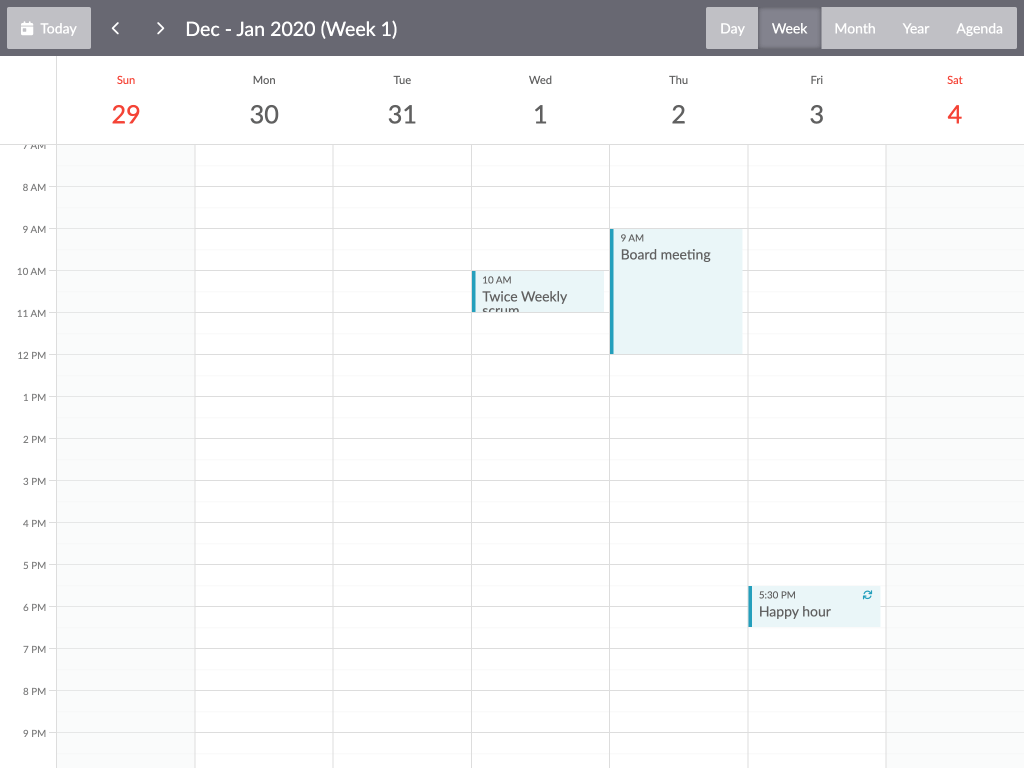 Today
Dec - Jan 2020 (Week 1)
Day
Week
Month
Year
Agenda
Sun
Mon
Tue
Wed
Thu
Fri
Sat
29
30
31
1
2
3
4
7 AM
8 AM
9 AM
9 AM
Board meeting
10 AM
10 AM
Twice Weekly
scrum
11 AM
12 PM
1 PM
2 PM
3 PM
4 PM
5 PM
5:30 PM
Happy hour
6 PM
7 PM
8 PM
9 PM